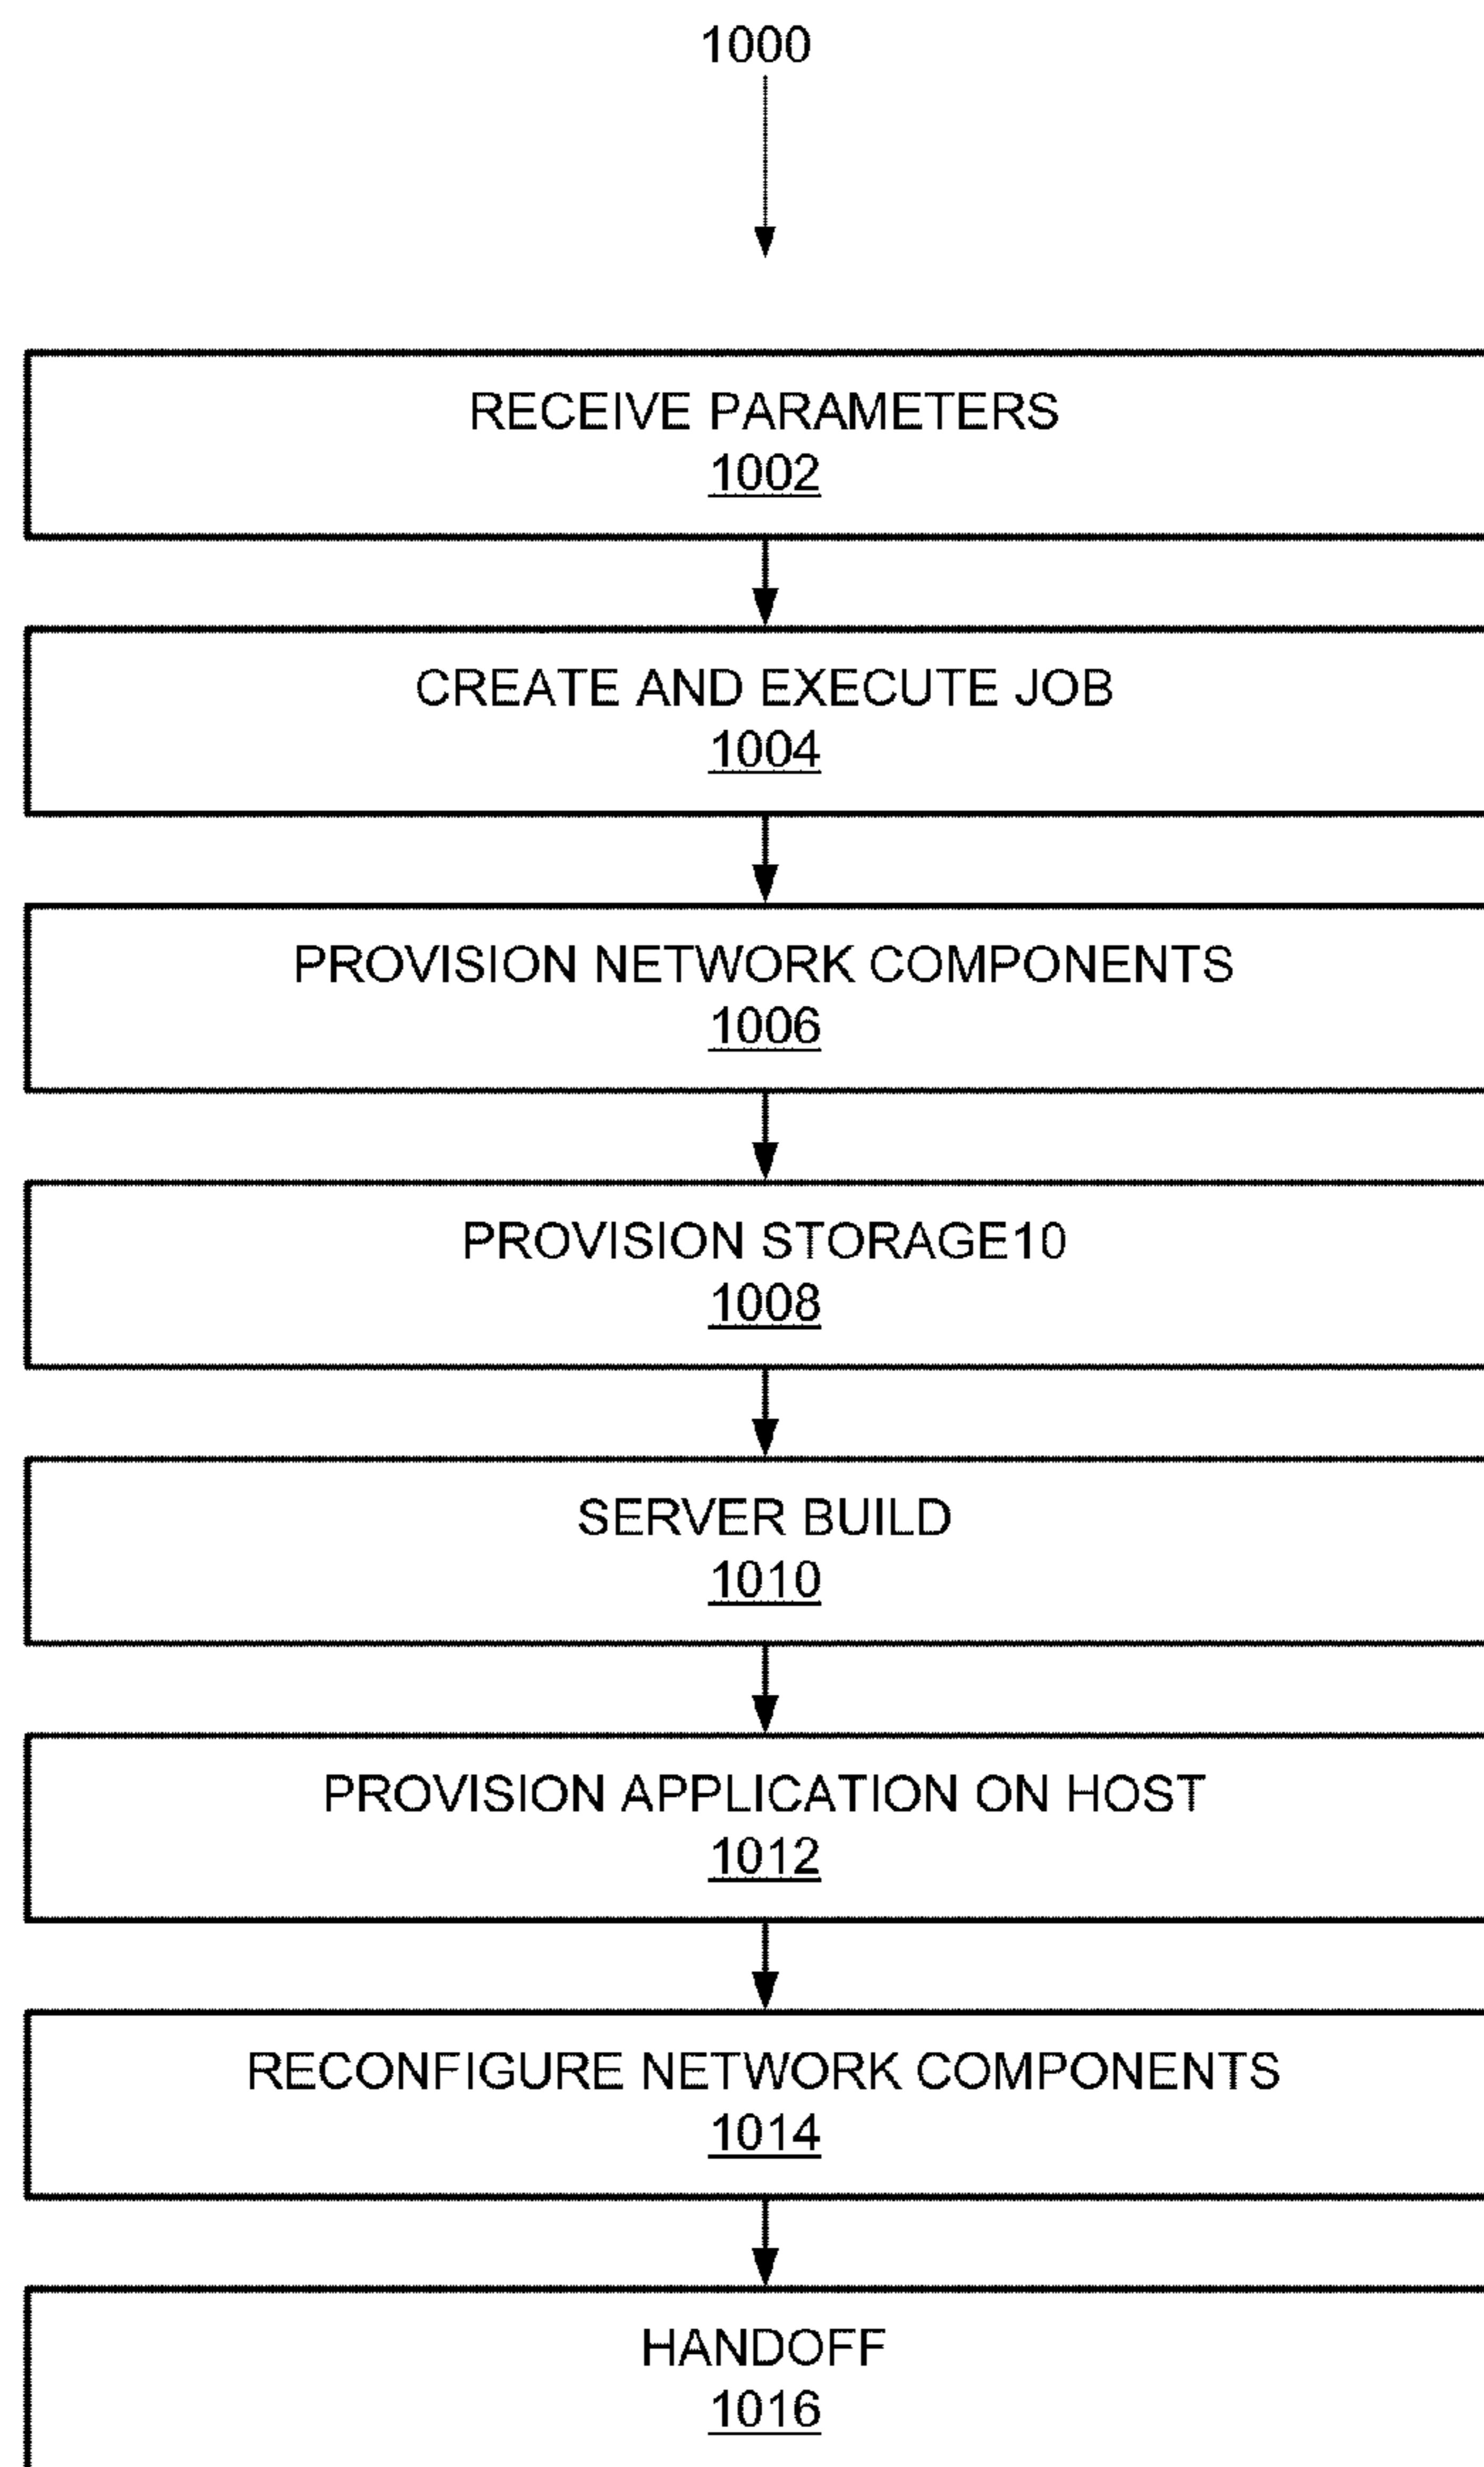 1000
RECEIVE PARAMETERS
1002
CREATE AND EXECUTE JOB
1004
PROVISION NETWORK COMPONENTS
1006
PROVISION STORAGE10
1008
SERVER BUILD
1010
PROVISION APPLICATION ON HOST
1012
RECONFIGURE NETWORK COMPONENTS
1014
HANDOFF
1016